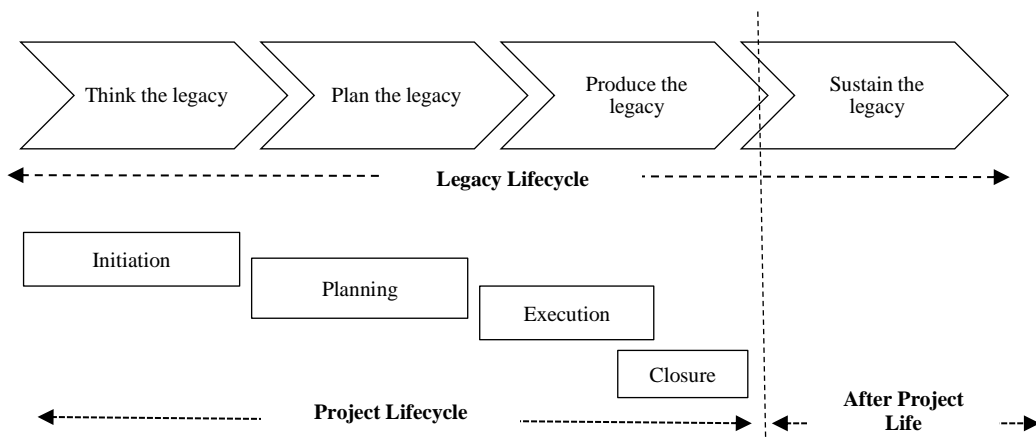 Think the legacy
Plan the legacy
Produce the
legacy
Sustain the
legacy
Legacy Lifecycle
Initiation
Planning
Execution
Closure
Project Lifecycle
After Project
Life